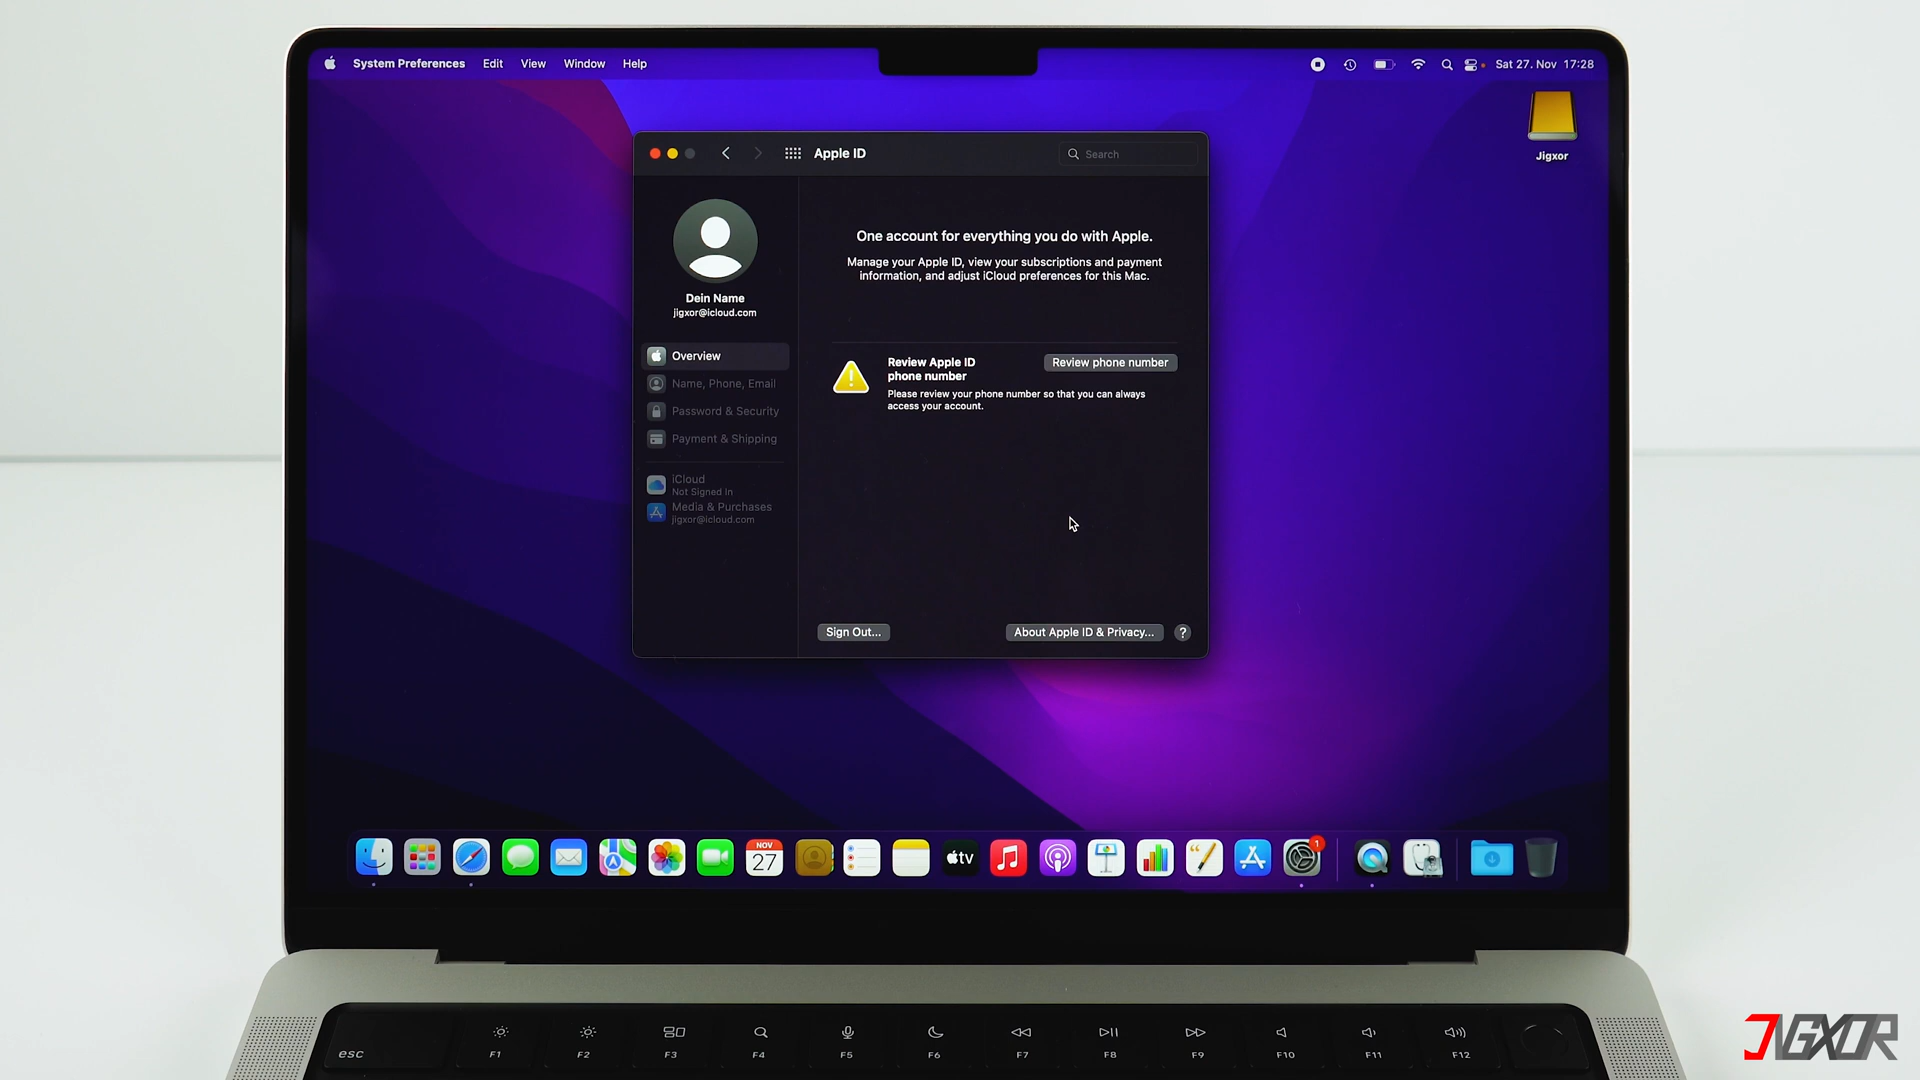 System Preferences Edit View Window Help
Sat 27. Nov 17:28
Jigxor
Apple ID
Search
Dein Name
jigxor@icloud.com
Overview
Name, Phone, Email
Password & Security
Payment & Shipping
iCloud
Not Signed In
Media & Purchases
jigxor@icloud.com
One account for everything you do with Apple.
Manage your Apple ID, view your subscriptions and payment
information, and adjust iCloud preferences for this Mac.
Review Apple ID
phone number
Review phone number
Please review your phone number so that you can always
access your account.
Sign Out...
About Apple ID & Privacy...
?
NOV
27
tv
1
esc
F1
F2
F3
F4
F5
F6
F7
F8
F9
F10
F11
F12
JIGXOR